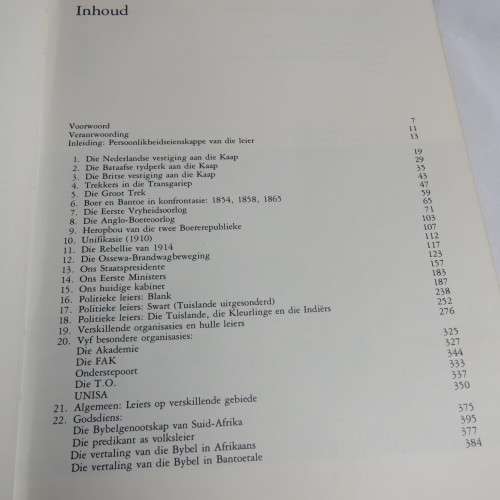 Inhoud
Voorwoord 7
Verantwoording 11
Inleiding: Persoonlikheidseienskappe van die leier 13
1. Die Nederlandse vestiging aan die Kaap 19
2. Die Bataafse tydperk aan die Kaap 29
3. Die Britse vestiging aan die Kaap 35
4. Trekkers in die Transgariep 43
5. Die Groot Trek 47
6. Boer en Bantoe in konfrontasie: 1854, 1858, 1865 59
7. Die Eerste Vryheidsoorlog 65
8. Die Anglo-Boereoorlog 71
9. Heropbou van die twee Boererepublieke 103
10. Unifikasie (1910) 107
11. Die Rebellie van 1914 112
12. Die Ossewa-Brandwagbeweging 117
13. Ons Staatspresidente 123
14. Ons Eerste Ministers 157
15. Ons huidige kabinet 183
16. Politieke leiers: Blank 187
17. Politieke leiers: Swart (Tuislande uitgesonderd) 238
18. Politieke leiers: Die Tuislande, die Kleurlinge en die Indiërs 252
19. Verskillende organisasies en hulle leiers 276
20. Vyf besondere organisasies:
Die Akademie 325
Die FAK 327
Onderstepoort 344
Die T.O. 333
UNISA 337
21. Algemeen: Leiers op verskillende gebiede 350
22. Godsdiens:
Die Bybelgenootskap van Suid-Afrika 375
Die predikant as volksleier 395
Die vertaling van die Bybel in Afrikaans 377
Die vertaling van die Bybel in Bantoetale 384